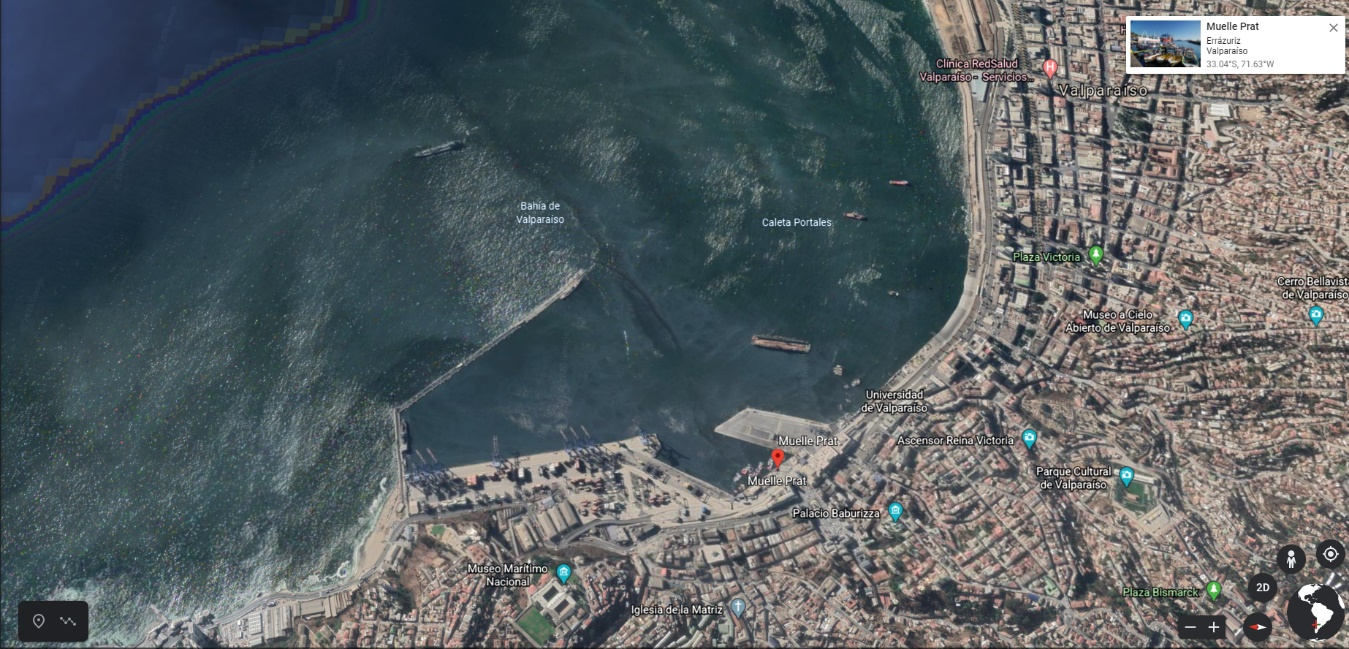 Muelle Prat
Errázuriz
Valparaíso
33.04°S, 71.63°W
Clínica RedSalud
Valparaíso - Servicios...
Valparaíso
Bahía de
Valparaiso
Caleta Portales
Plaza Victoria
Cerro Bellavist
de Valparaíso
Museo a Cielo
Abierto de Valparaíso
Universidad
de Valparaíso
Muelle Prat
Ascensor Reina Victoria
Muelle Prat
Parque Cultural
de Valparaíso
Palacio Baburizza
Museo Marítimo
Nacional
Iglesia de la Matriz
Plaza Bismarck
2D